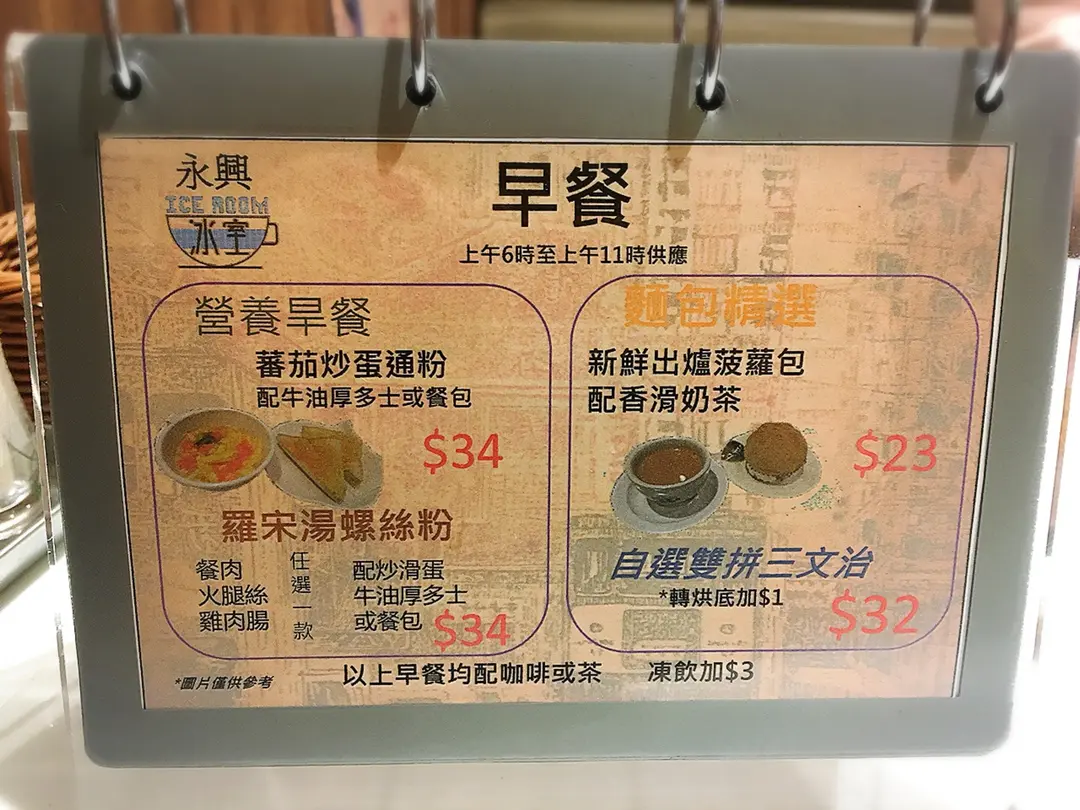 永興
ICE ROOM
冰室
早餐
上午6時至上午11時供應
營養早餐
蕃茄炒蛋通粉
配牛油厚多士或餐包
$34
羅宋湯螺絲粉
餐肉
火腿絲
雞肉腸
任選一款
配炒滑蛋
牛油厚多士
或餐包
$34
麵包精選
新鮮出爐菠蘿包
配香滑奶茶
$23
自選雙拼三文治
*轉烘底加$1
$32
*圖片僅供參考
以上早餐均配咖啡或茶 凍飲加$3